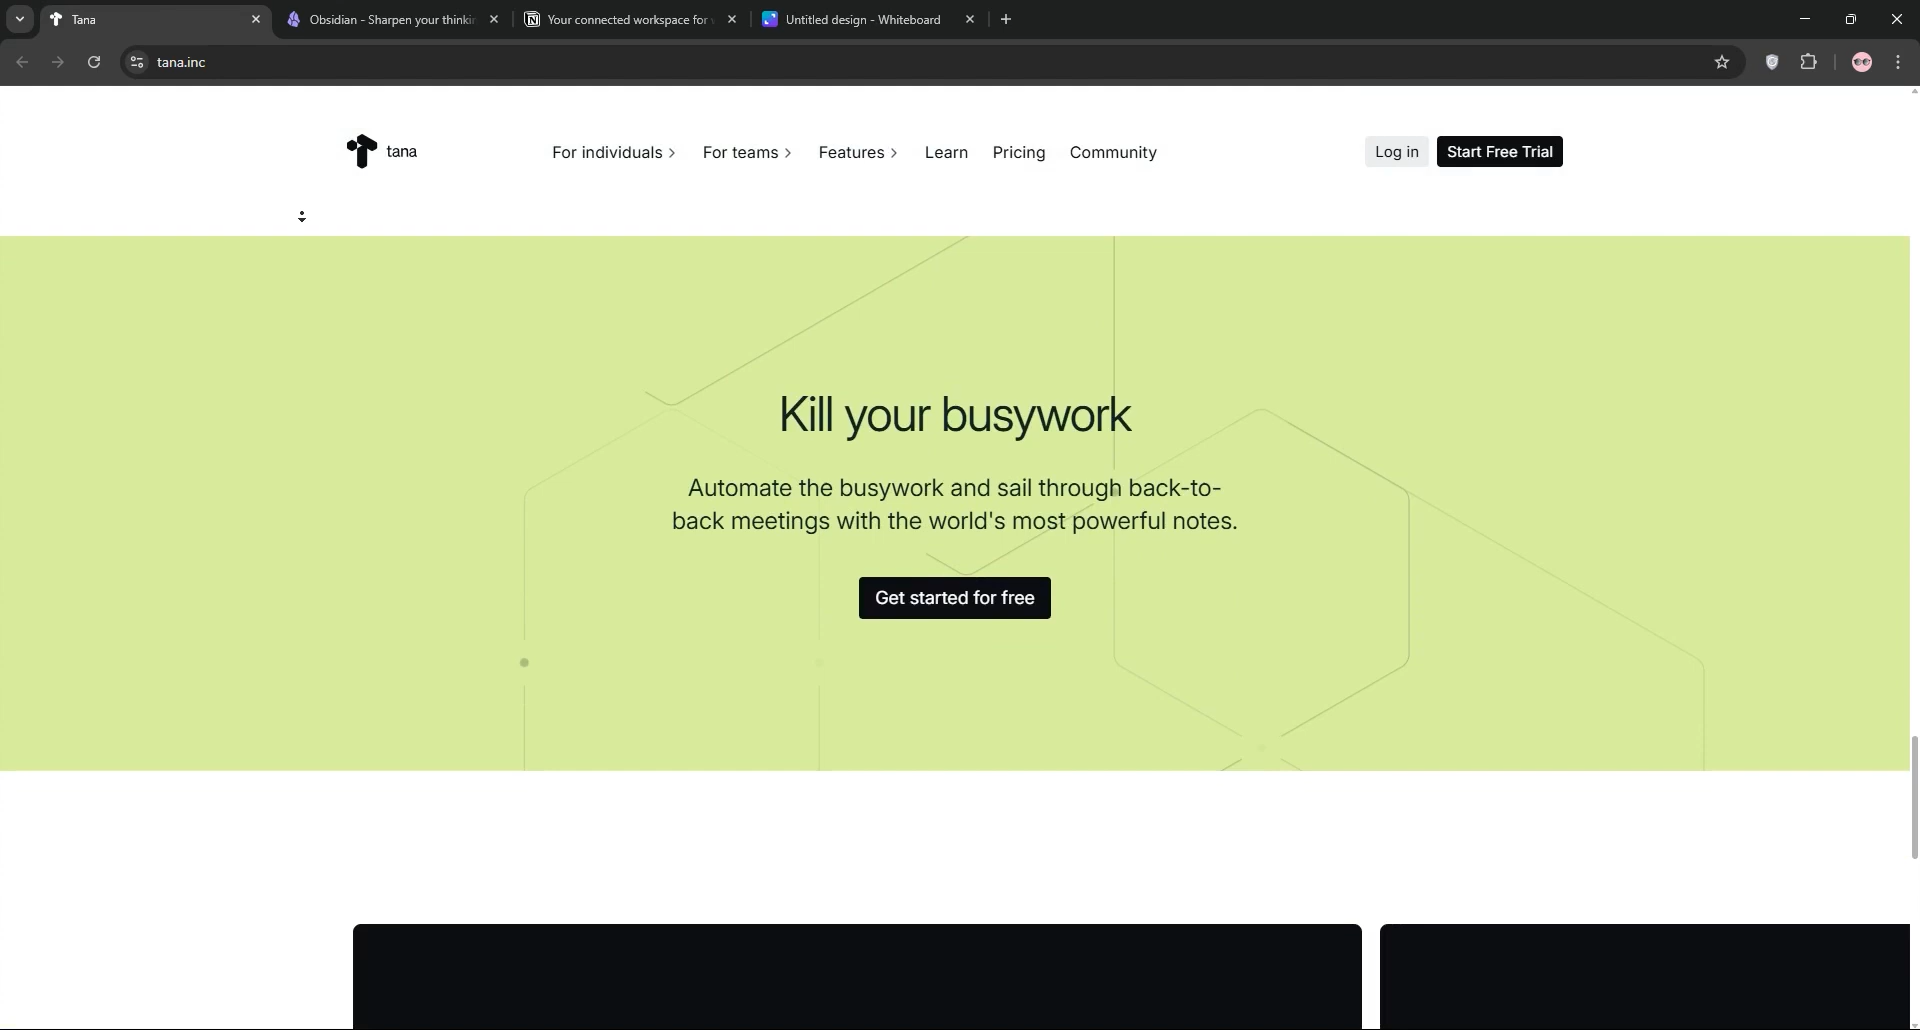 Tana
Obsidian - Sharpen your thinkin
Your connected workspace for
Untitled design - Whiteboard
tana.inc
tana
For individuals
For teams
Features
Learn
Pricing
Community
Log in
Start Free Trial
Kill your busywork
Automate the busywork and sail through back-to-
back meetings with the world's most powerful notes.
Get started for free